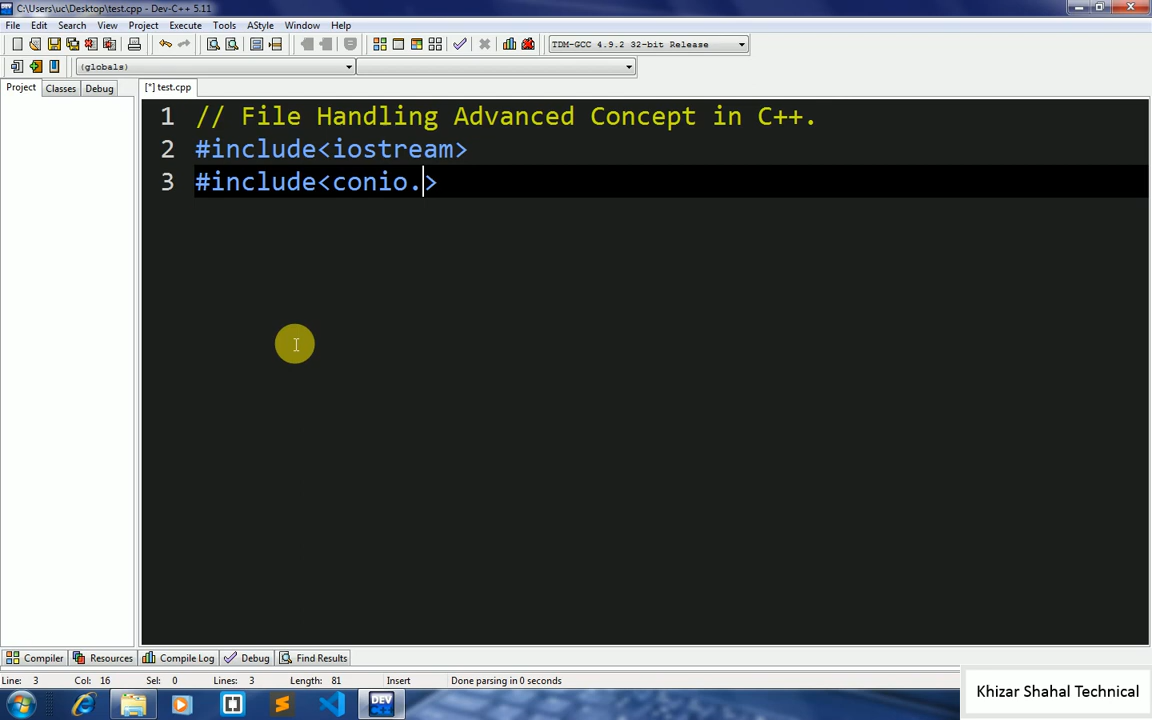 C:\Users\uc\Desktop\test.cpp - Dev-C++ 5.11
File Edit Search View Project Execute Tools AStyle Window Help
TDM-GCC 4.9.2 32-bit Release
(globals)
Project Classes Debug
[*] test.cpp
1 // File Handling Advanced Concept in C++.
2 #include<iostream>
3 #include<conio.>
Compiler Resources Compile Log Debug Find Results
Line: 3 Col: 16 Sel: 0 Lines: 3 Length: 81 Insert Done parsing in 0 seconds
DEV
Khizar Shahal Technical